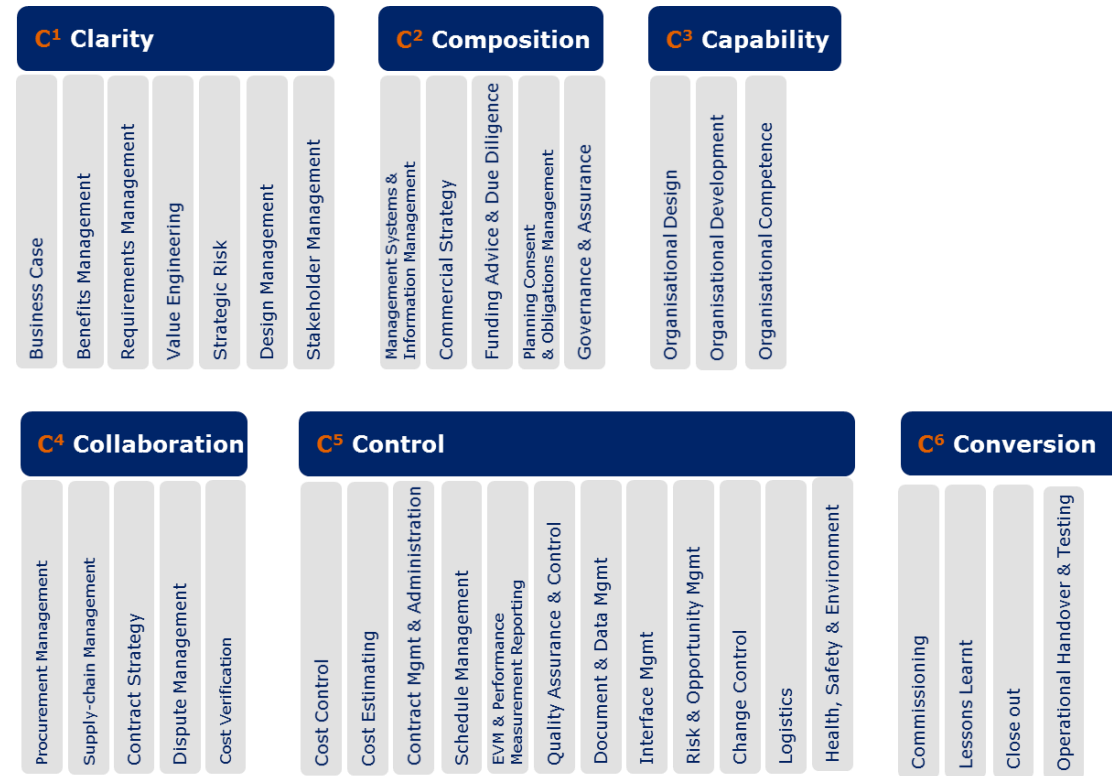 C¹ Clarity
Business Case
Benefits Management
Requirements Management
Value Engineering
Strategic Risk
Design Management
Stakeholder Management
C² Composition
Management Systems &
Information Management
Commercial Strategy
Funding Advice & Due Diligence
Planning Consent
& Obligations Management
Governance & Assurance
C³ Capability
Organisational Design
Organisational Development
Organisational Competence
C⁴ Collaboration
Procurement Management
Supply-chain Management
Contract Strategy
Dispute Management
Cost Verification
C⁵ Control
Cost Control
Cost Estimating
Contract Mgmt & Administration
Schedule Management
EVM & Performance
Measurement Reporting
Quality Assurance & Control
Document & Data Mgmt
Interface Mgmt
Risk & Opportunity Mgmt
Change Control
Logistics
Health, Safety & Environment
C⁶ Conversion
Commissioning
Lessons Learnt
Close out
Operational Handover & Testing